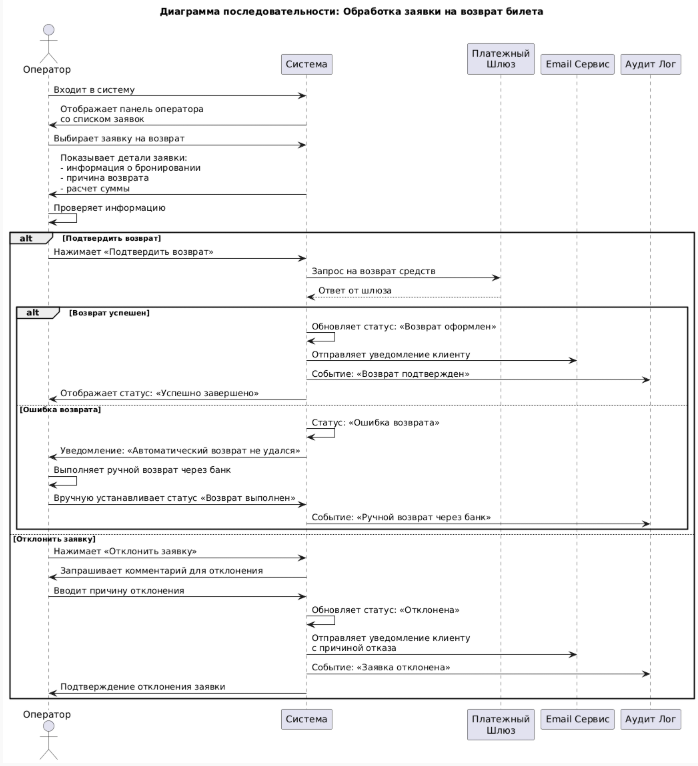 Диаграмма последовательности: Обработка заявки на возврат билета
Оператор
Система
Платежный
Шлюз
Email Сервис
Аудит Лог
Входит в систему
Отображает панель оператора
со списком заявок
Выбирает заявку на возврат
Показывает детали заявки:
- информация о бронировании
- причина возврата
- расчет суммы
Проверяет информацию
alt [Подтвердить возврат]
Нажимает «Подтвердить возврат»
Запрос на возврат средств
Ответ от шлюза
alt [Возврат успешен]
Обновляет статус: «Возврат оформлен»
Отправляет уведомление клиенту
Событие: «Возврат подтвержден»
Отображает статус: «Успешно завершено»
[Ошибка возврата]
Статус: «Ошибка возврата»
Уведомление: «Автоматический возврат не удался»
Выполняет ручной возврат через банк
Вручную устанавливает статус «Возврат выполнен»
Событие: «Ручной возврат через банк»
[Отклонить заявку]
Нажимает «Отклонить заявку»
Запрашивает комментарий для отклонения
Вводит причину отклонения
Обновляет статус: «Отклонена»
Отправляет уведомление клиенту
с причиной отказа
Событие: «Заявка отклонена»
Подтверждение отклонения заявки
Оператор
Система
Платежный
Шлюз
Email Сервис
Аудит Лог